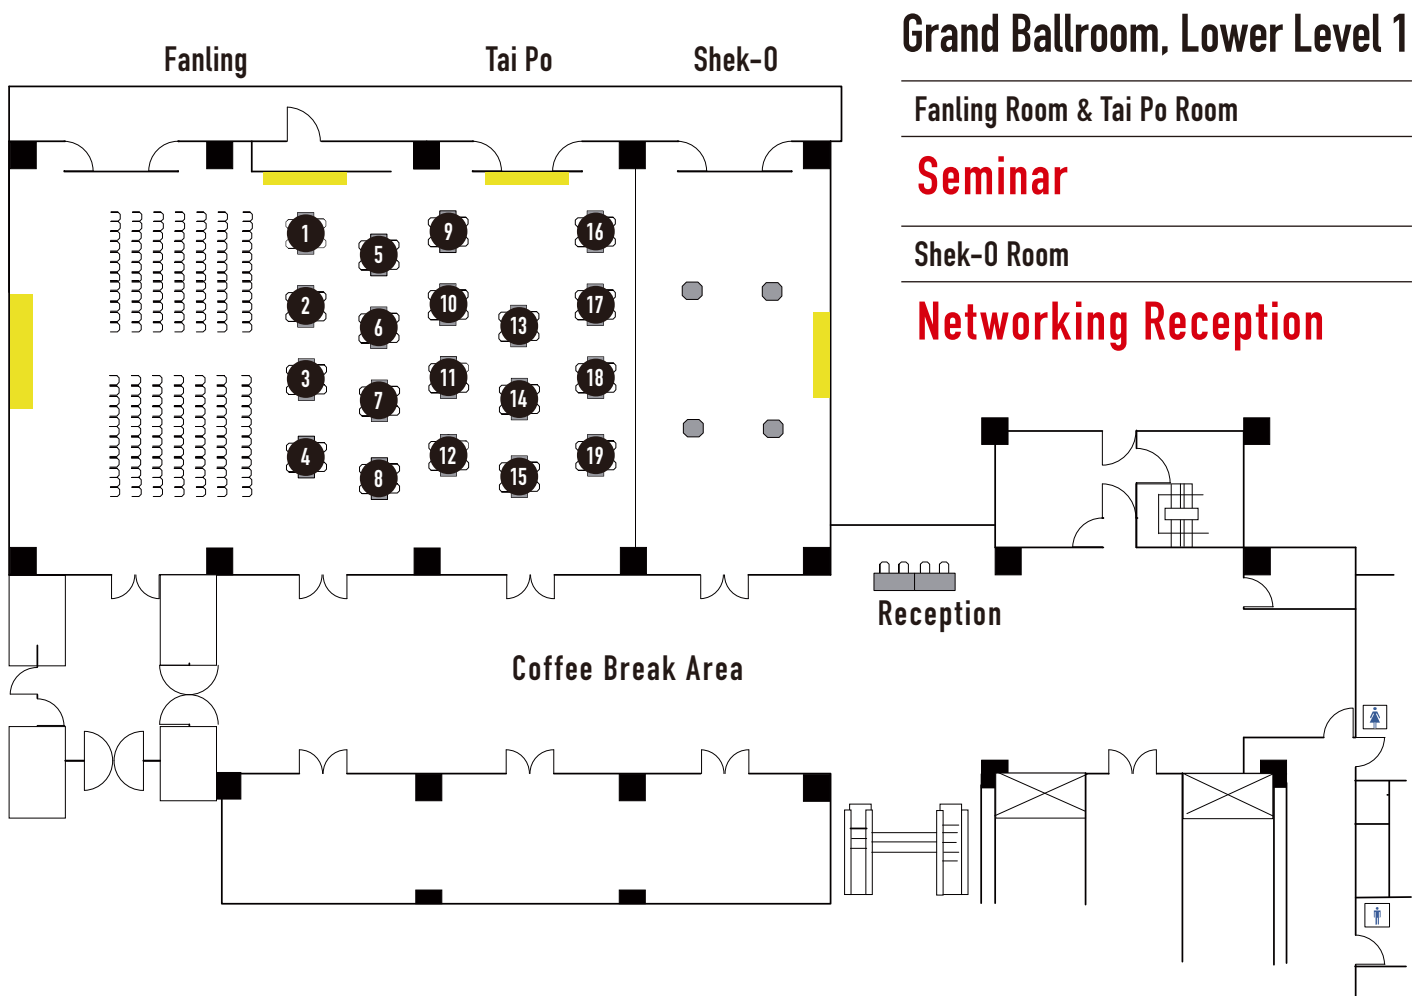 Grand Ballroom, Lower Level 1
Fanling Room & Tai Po Room
Seminar
Shek-O Room
Networking Reception
Fanling
Tai Po
Shek-O
1
2
3
4
5
6
7
8
9
10
11
12
13
14
15
16
17
18
19
Reception
Coffee Break Area